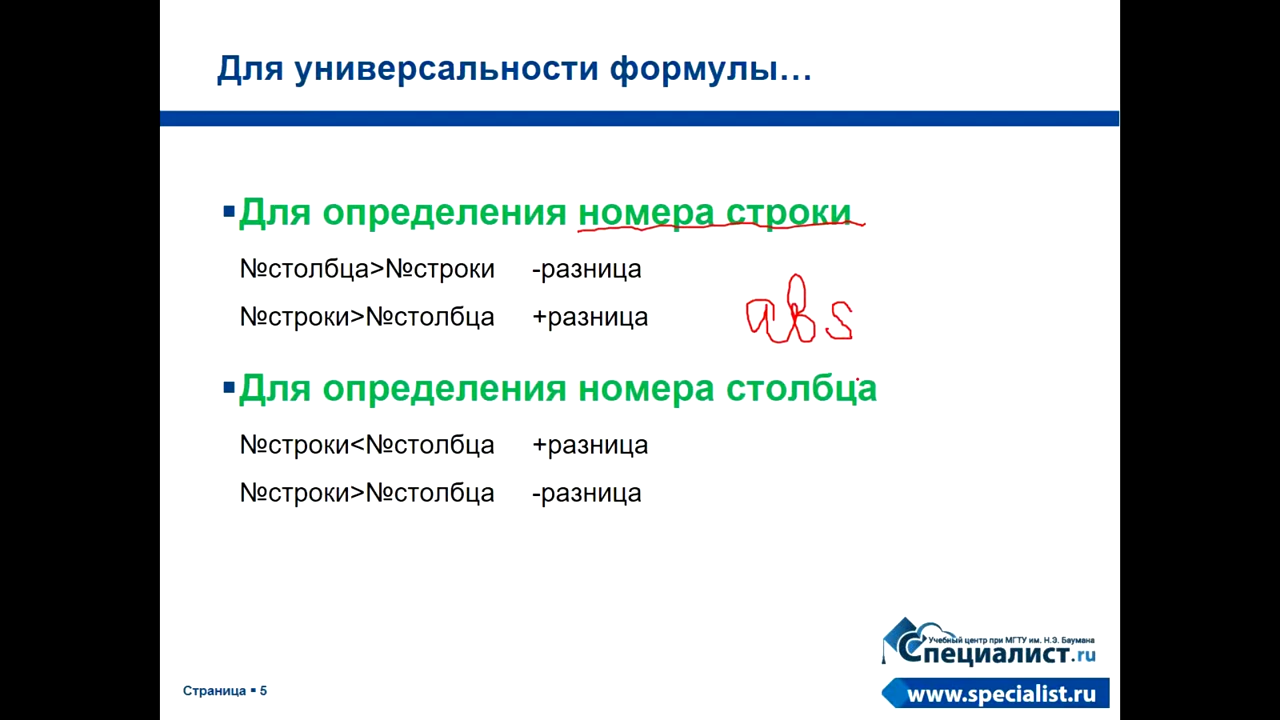 Для универсальности формулы…
▪Для определения номера строки
№столбца>№строки -разница
№строки>№столбца +разница
abs
▪Для определения номера столбца
№строки<№столбца +разница
№строки>№столбца -разница
Учебный центр при МГТУ им. Н.Э. Баумана
Специалист.ru
www.specialist.ru
Страница ▪ 5